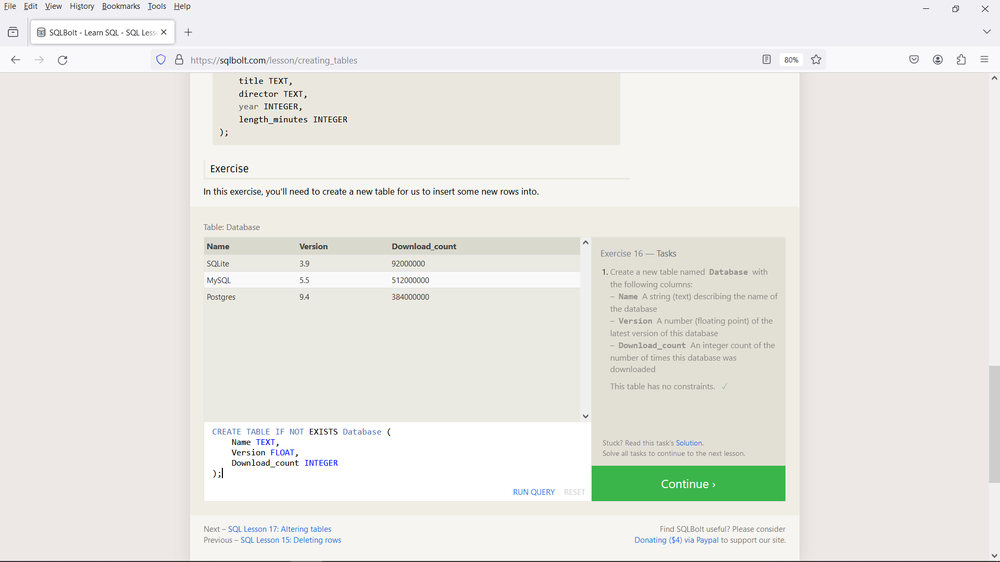 File Edit View History Bookmarks Tools Help
SQLBolt - Learn SQL - SQL Less
https://sqlbolt.com/lesson/creating_tables
80%
title TEXT,
director TEXT,
year INTEGER,
length_minutes INTEGER
);
Exercise
In this exercise, you'll need to create a new table for us to insert some new rows into.
Table: Database
Name Version Download_count
SQLite 3.9 92000000
MySQL 5.5 512000000
Postgres 9.4 384000000
CREATE TABLE IF NOT EXISTS Database (
Name TEXT,
Version FLOAT,
Download_count INTEGER
);
RUN QUERY RESET
Exercise 16 — Tasks
1. Create a new table named Database with
the following columns:
– Name A string (text) describing the name of
the database
– Version A number (floating point) of the
latest version of this database
– Download_count An integer count of the
number of times this database was
downloaded
This table has no constraints. ✓
Stuck? Read this task's Solution.
Solve all tasks to continue to the next lesson.
Continue ›
Next – SQL Lesson 17: Altering tables
Previous – SQL Lesson 15: Deleting rows
Find SQLBolt useful? Please consider
Donating ($4) via Paypal to support our site.